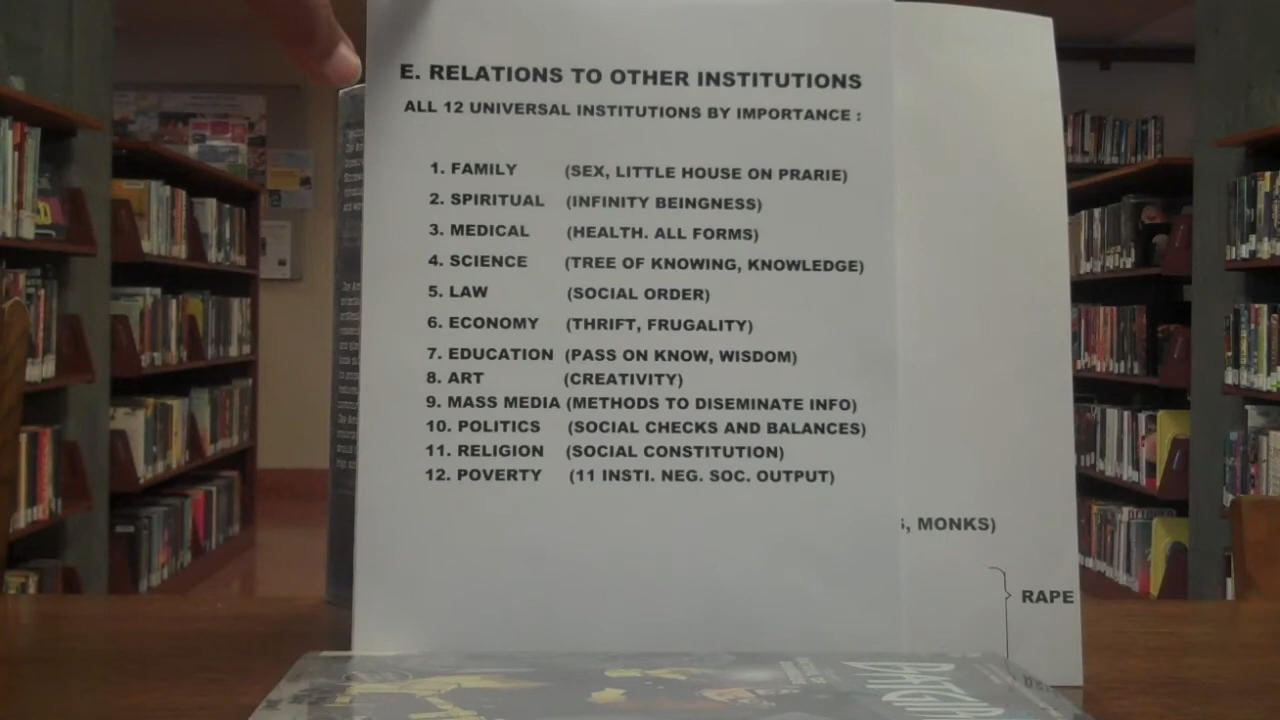 E. RELATIONS TO OTHER INSTITUTIONS
ALL 12 UNIVERSAL INSTITUTIONS BY IMPORTANCE :
1. FAMILY (SEX, LITTLE HOUSE ON PRARIE)
2. SPIRITUAL (INFINITY BEINGNESS)
3. MEDICAL (HEALTH. ALL FORMS)
4. SCIENCE (TREE OF KNOWING, KNOWLEDGE)
5. LAW (SOCIAL ORDER)
6. ECONOMY (THRIFT, FRUGALITY)
7. EDUCATION (PASS ON KNOW, WISDOM)
8. ART (CREATIVITY)
9. MASS MEDIA (METHODS TO DISEMINATE INFO)
10. POLITICS (SOCIAL CHECKS AND BALANCES)
11. RELIGION (SOCIAL CONSTITUTION)
12. POVERTY (11 INSTI. NEG. SOC. OUTPUT)
, MONKS)
RAPE